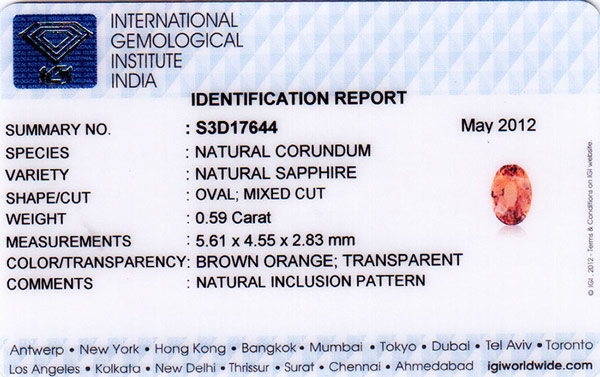 INTERNATIONAL
GEMOLOGICAL
INSTITUTE
INDIA
IGI
IDENTIFICATION REPORT
SUMMARY NO. : S3D17644 May 2012
SPECIES : NATURAL CORUNDUM
VARIETY : NATURAL SAPPHIRE
SHAPE/CUT : OVAL; MIXED CUT
WEIGHT : 0.59 Carat
MEASUREMENTS : 5.61 x 4.55 x 2.83 mm
COLOR/TRANSPARENCY: BROWN ORANGE; TRANSPARENT
COMMENTS : NATURAL INCLUSION PATTERN
© IGI, 2012 - Terms & Conditions on IGI website.
Antwerp • New York • Hong Kong • Bangkok • Mumbai • Tokyo • Dubai • Tel Aviv • Toronto
Los Angeles • Kolkata • New Delhi • Thrissur • Surat • Chennai • Ahmedabad igiworldwide.com